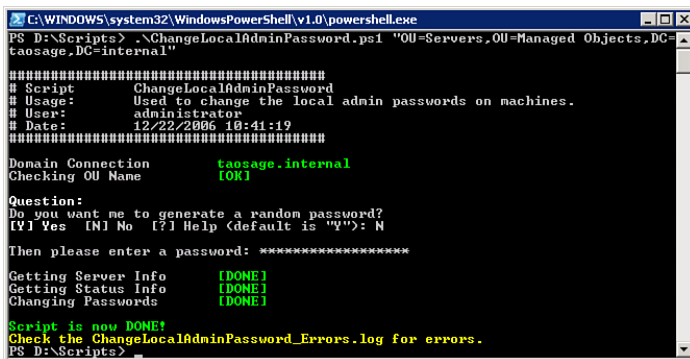 C:\WINDOWS\system32\WindowsPowerShell\v1.0\powershell.exe
PS D:\Scripts> .\ChangeLocalAdminPassword.ps1 "OU=Servers,OU=Managed Objects,DC=
taosage,DC=internal"
########################################
# Script ChangeLocalAdminPassword
# Usage: Used to change the local admin passwords on machines.
# User: administrator
# Date: 12/22/2006 10:41:19
########################################
Domain Connection taosage.internal
Checking OU Name [OK]
Question:
Do you want me to generate a random password?
[Y] Yes [N] No [?] Help (default is "Y"): N
Then please enter a password: ******************
Getting Server Info [DONE]
Getting Status Info [DONE]
Changing Passwords [DONE]
Script is now DONE!
Check the ChangeLocalAdminPassword_Errors.log for errors.
PS D:\Scripts> _